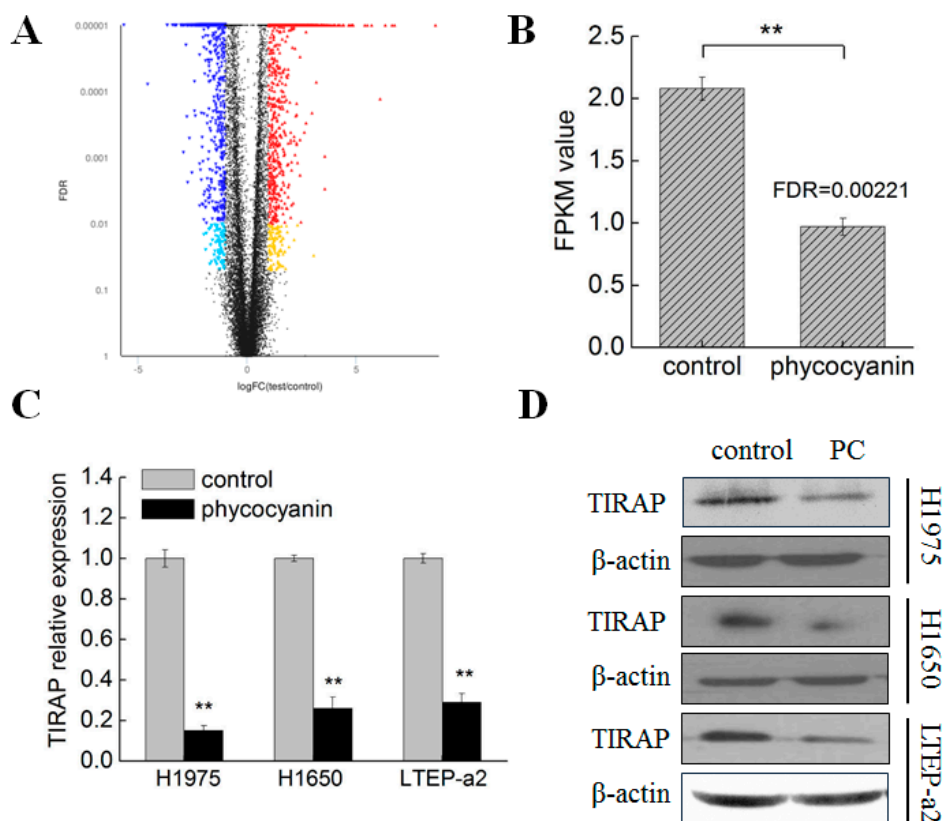 A
0.00001
0.0001
0.001
0.01
0.1
1
FDR
-5 0 5
logFC(test/control)
B
2.5
2.0
1.5
1.0
0.5
0.0
FPKM value
**
FDR=0.00221
control phycocyanin
C
1.4
1.2
1.0
0.8
0.6
0.4
0.2
0.0
TIRAP relative expression
control
phycocyanin
** ** **
H1975 H1650 LTEP-a2
D
control PC
TIRAP
β-actin
H1975
TIRAP
β-actin
H1650
TIRAP
β-actin
LTEP-a2